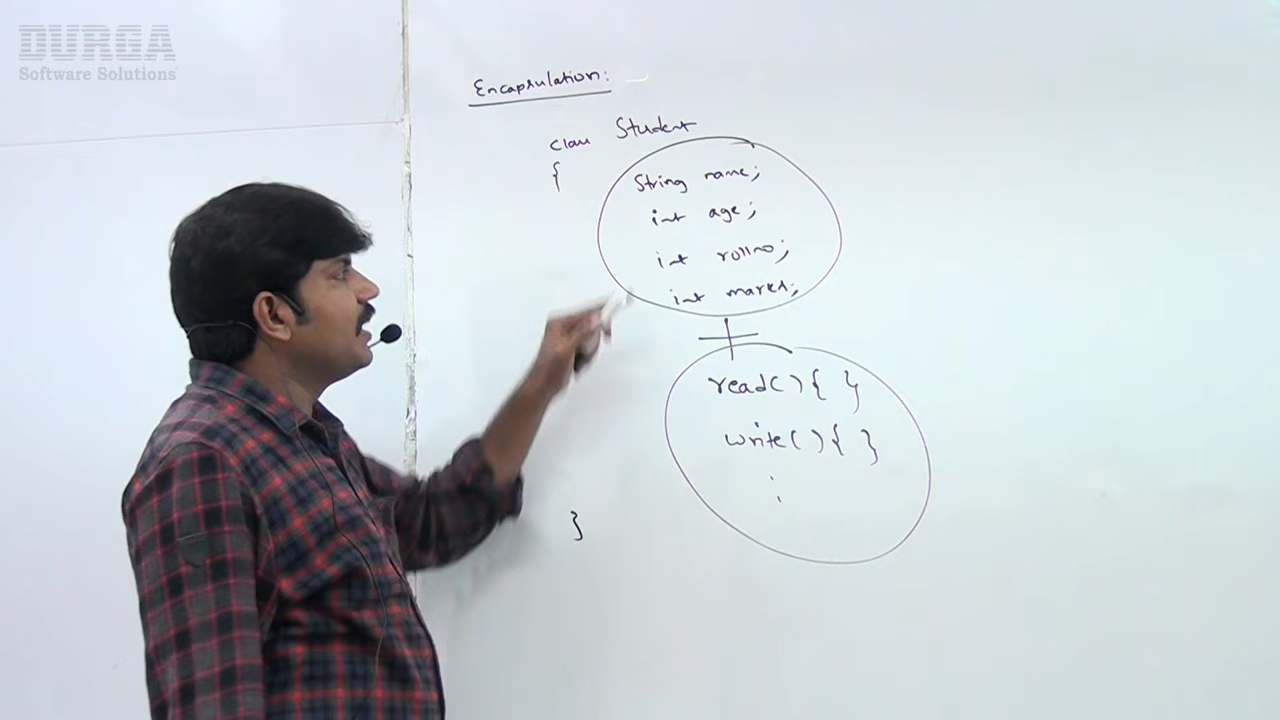 DURGA
Software Solutions
Encapsulation:
class Student
{
String name;
int age;
int rollno;
int marks;
+
read() { }
write() { }
;
}